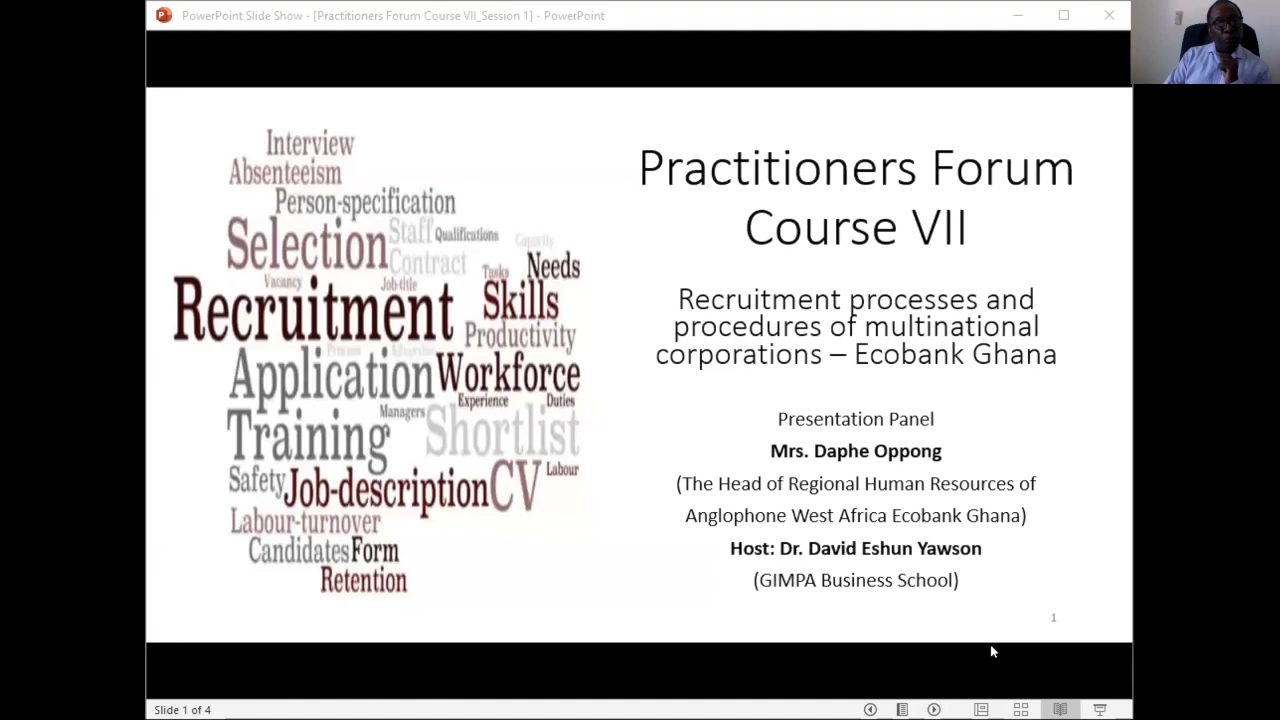 PowerPoint Slide Show - [Practitioners Forum Course VII_Session 1] - PowerPoint
Interview
Absenteeism
Person-specification
Selection
Staff
Qualifications
Capacity
Contract
Tasks
Needs
Vacancy
Job-title
Recruitment
Skills
Productivity
Application
Workforce
Experience
Duties
Managers
Training
Shortlist
Safety
Job-description
CV
Labour
Labour-turnover
Candidates
Form
Retention
Practitioners Forum
Course VII
Recruitment processes and
procedures of multinational
corporations – Ecobank Ghana
Presentation Panel
Mrs. Daphe Oppong
(The Head of Regional Human Resources of
Anglophone West Africa Ecobank Ghana)
Host: Dr. David Eshun Yawson
(GIMPA Business School)
1
Slide 1 of 4